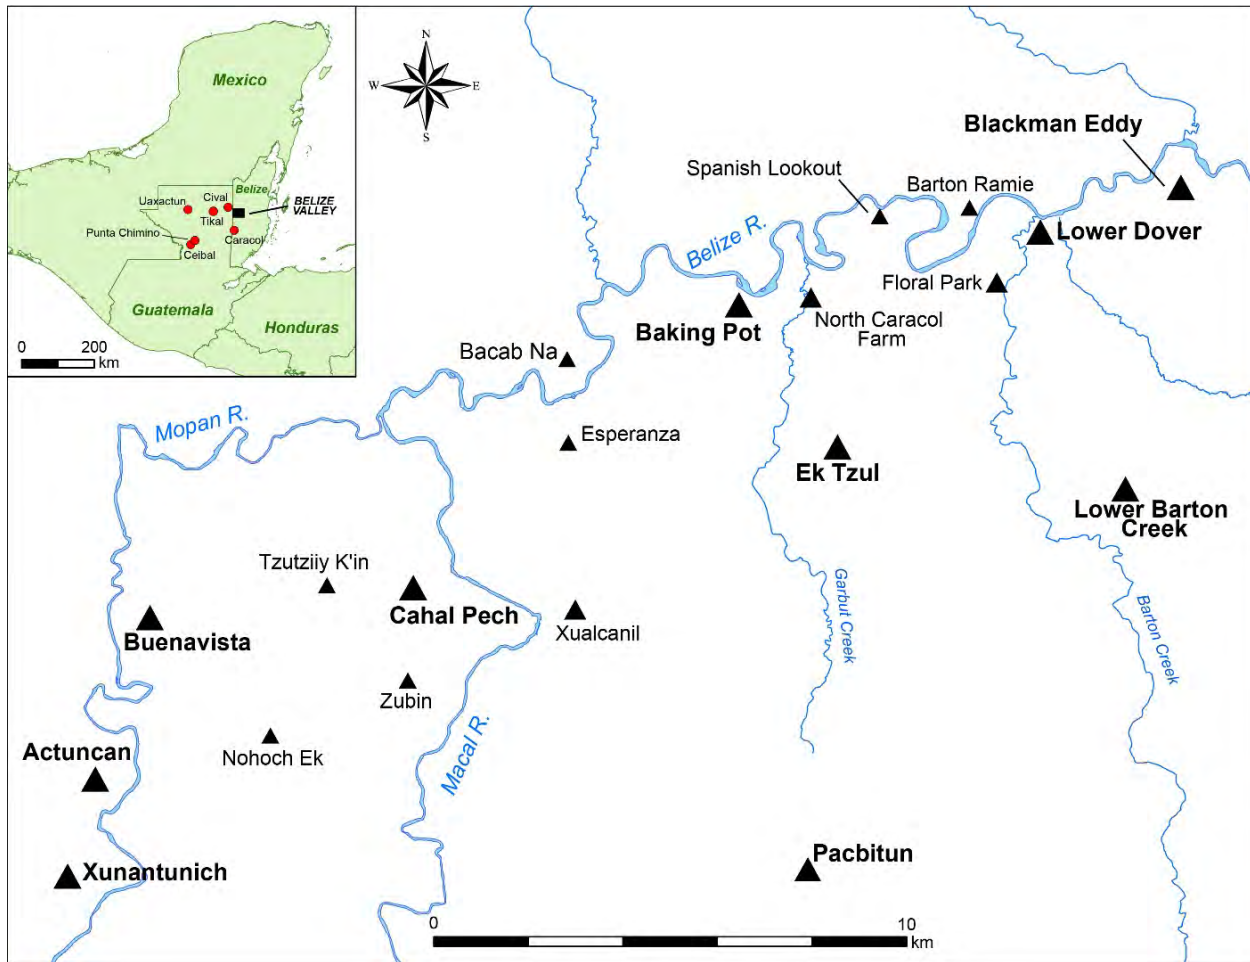 Mexico
Belize
Uaxactun
Cival
Tikal
BELIZE
VALLEY
Punta Chimino
Caracol
Ceibal
Guatemala
Honduras
0
200
km
N
W
E
S
Blackman Eddy
Spanish Lookout
Barton Ramie
Belize R.
Lower Dover
Floral Park
Baking Pot
North Caracol
Farm
Bacab Na
Mopan R.
Esperanza
Ek Tzul
Lower Barton
Creek
Tzutziiy K'in
Cahal Pech
Buenavista
Xualcanil
Garbut Creek
Barton Creek
Zubin
Macal R.
Nohoch Ek
Actuncan
Xunantunich
Pacbitun
0
10
km